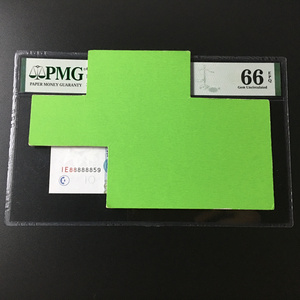 PMG
PAPER MONEY GUARANTY
66 EPQ
Gem Uncirculated
IE88888859